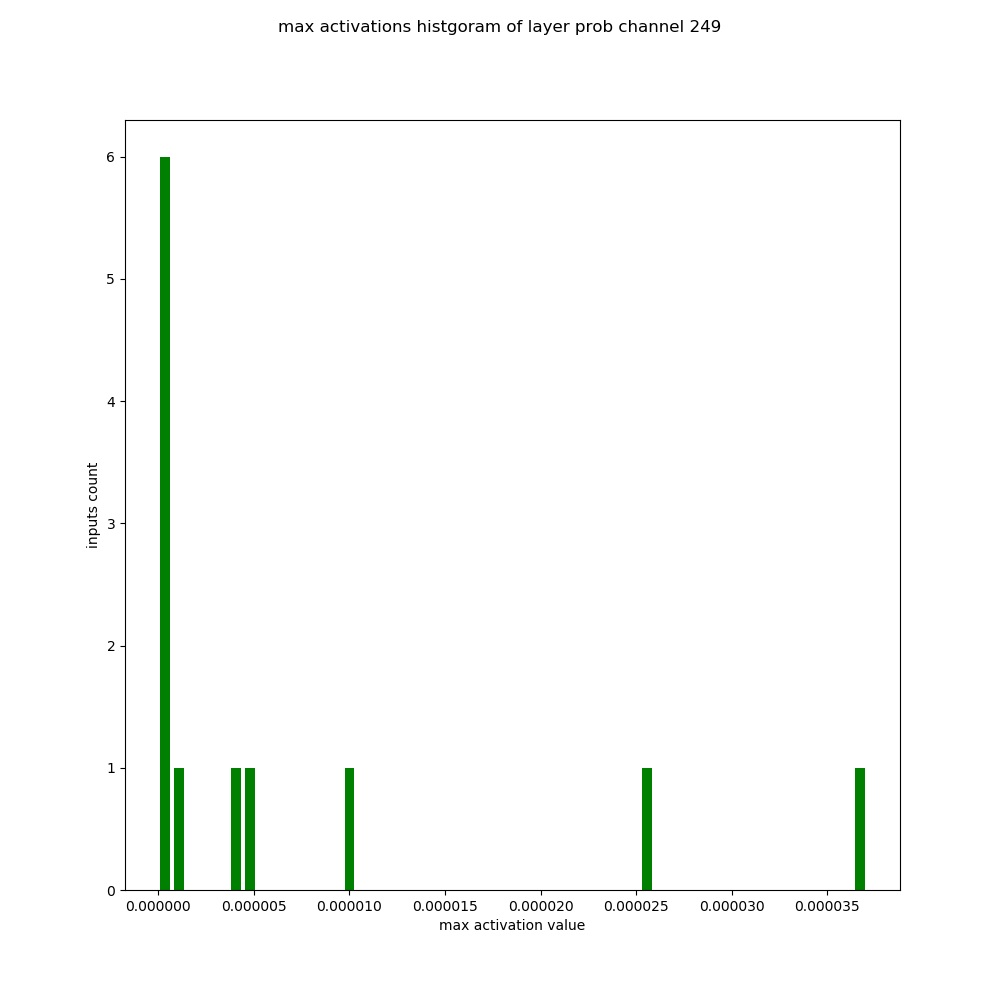 max activations histgoram of layer prob channel 249
6
5
4
3
2
1
0
inputs count
0.000000 0.000005 0.000010 0.000015 0.000020 0.000025 0.000030 0.000035
max activation value